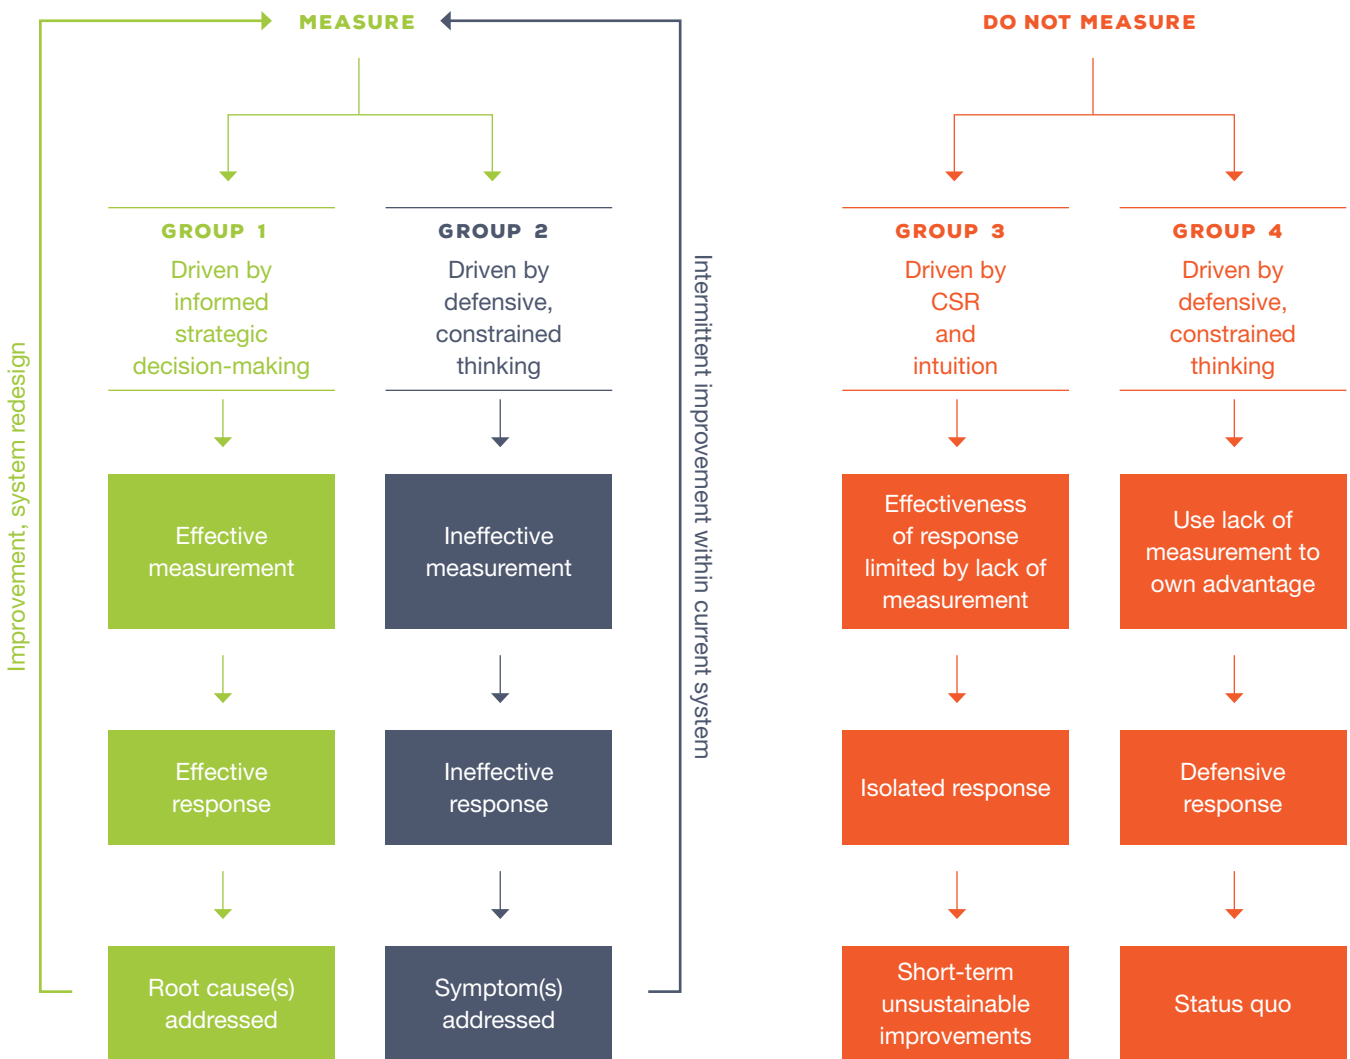 MEASURE
DO NOT MEASURE
GROUP 1
Driven by
informed
strategic
decision-making
GROUP 2
Driven by
defensive,
constrained
thinking
GROUP 3
Driven by
CSR
and
intuition
GROUP 4
Driven by
defensive,
constrained
thinking
Improvement, system redesign
Intermittent improvement within current system
Effective
measurement
Ineffective
measurement
Effectiveness
of response
limited by lack of
measurement
Use lack of
measurement to
own advantage
Effective
response
Ineffective
response
Isolated response
Defensive
response
Root cause(s)
addressed
Symptom(s)
addressed
Short-term
unsustainable
improvements
Status quo